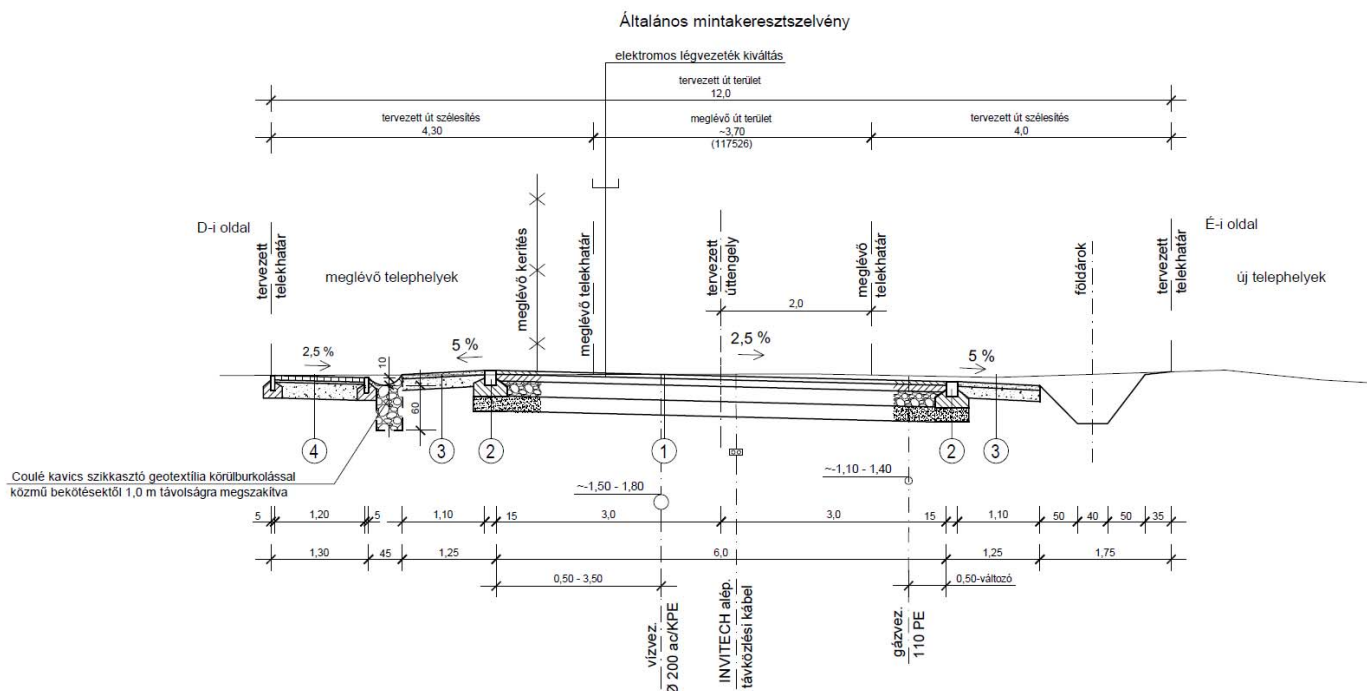 Általános mintakeresztszelvény
elektromos légvezeték kiváltás
tervezett út terület
12,0
tervezett út szélesítés
4,30
meglévő út terület
~3,70
(117526)
tervezett út szélesítés
4,0
D-i oldal
É-i oldal
tervezett
telekhatár
meglévő telephelyek
meglévő kerítés
meglévő telekhatár
tervezett
úttengely
meglévő
telekhatár
földárok
tervezett
telekhatár
új telephelyek
2,0
2,5 %
10
5 %
2,5 %
5 %
60
4
3
2
1
2
3
Coulé kavics szikkasztó geotextília körülburkolással
közmű bekötésektől 1,0 m távolságra megszakítva
~-1,50 - 1,80
~-1,10 - 1,40
5
1,20
5
1,10
15
3,0
3,0
15
1,10
50
40
50
35
1,30
45
1,25
6,0
1,25
1,75
0,50 - 3,50
0,50-változó
vízvez.
Ø 200 ac/KPE
INVITECH alép.
távközlési kábel
gázvez.
110 PE